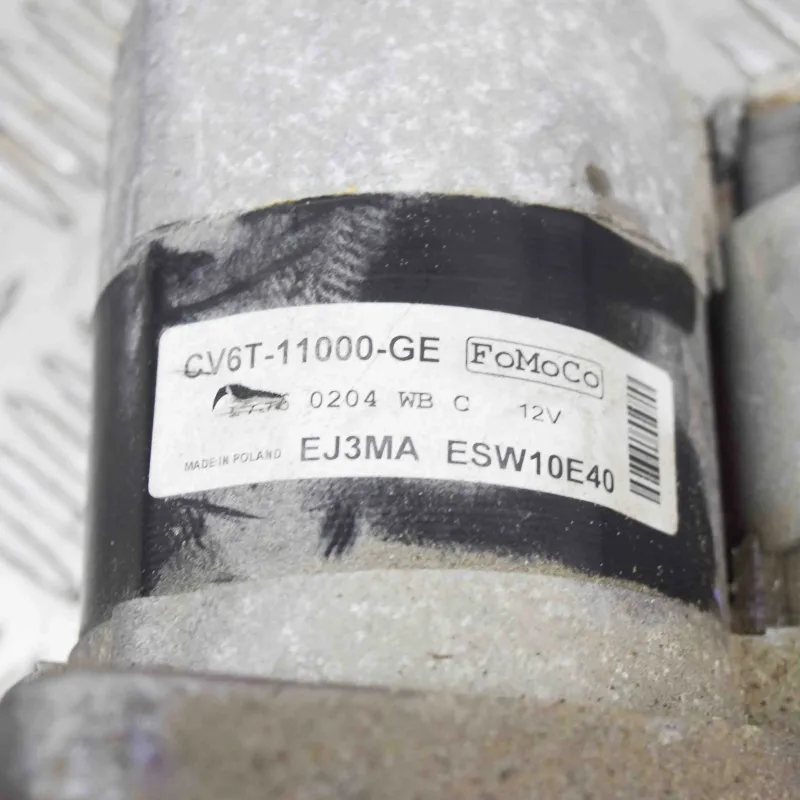 CV6T-11000-GE FoMoCo
0204 WB C 12V
MADE IN POLAND EJ3MA ESW10E40